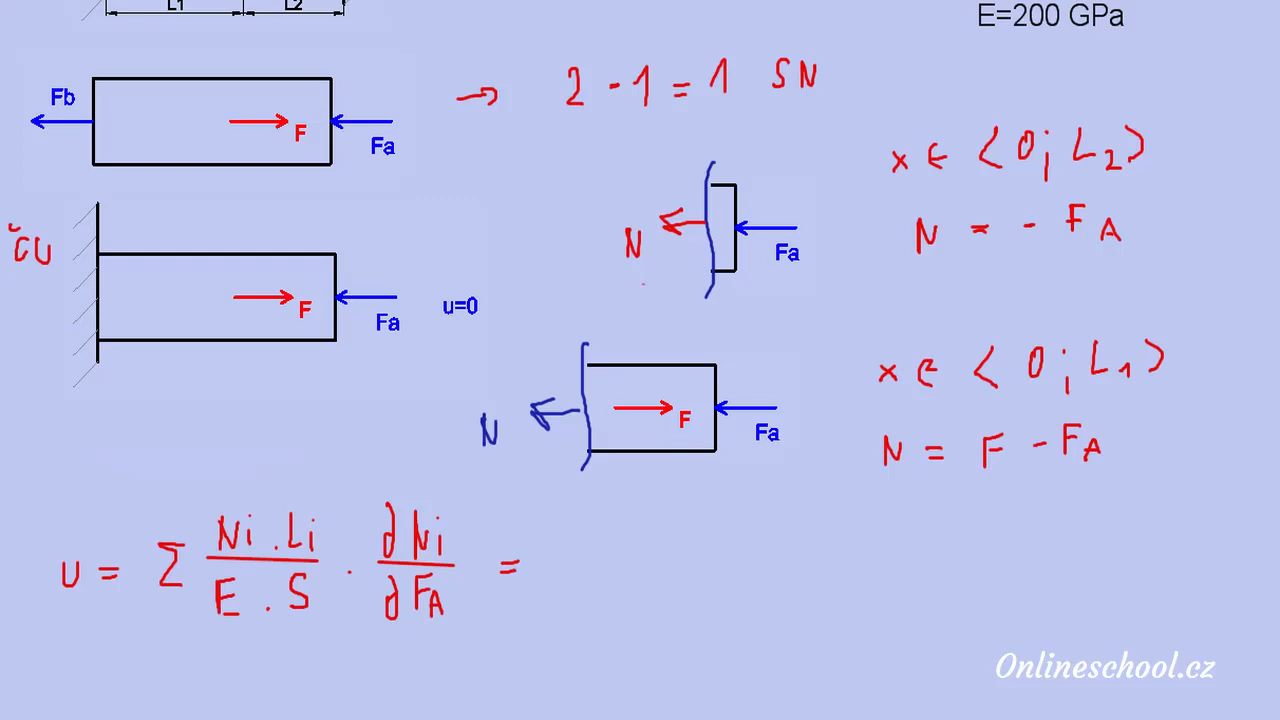 L1 L2
E=200 GPa
Fb F Fa
→ 2 - 1 = 1 SN
x ∈ ⟨0; L2⟩
N = - FA
N Fa
ČU F Fa u=0
x ∈ ⟨0; L1⟩
N F Fa
N = F - FA
u = Σ Ni . Li / E . S . ∂Ni / ∂FA =
Onlineschool.cz